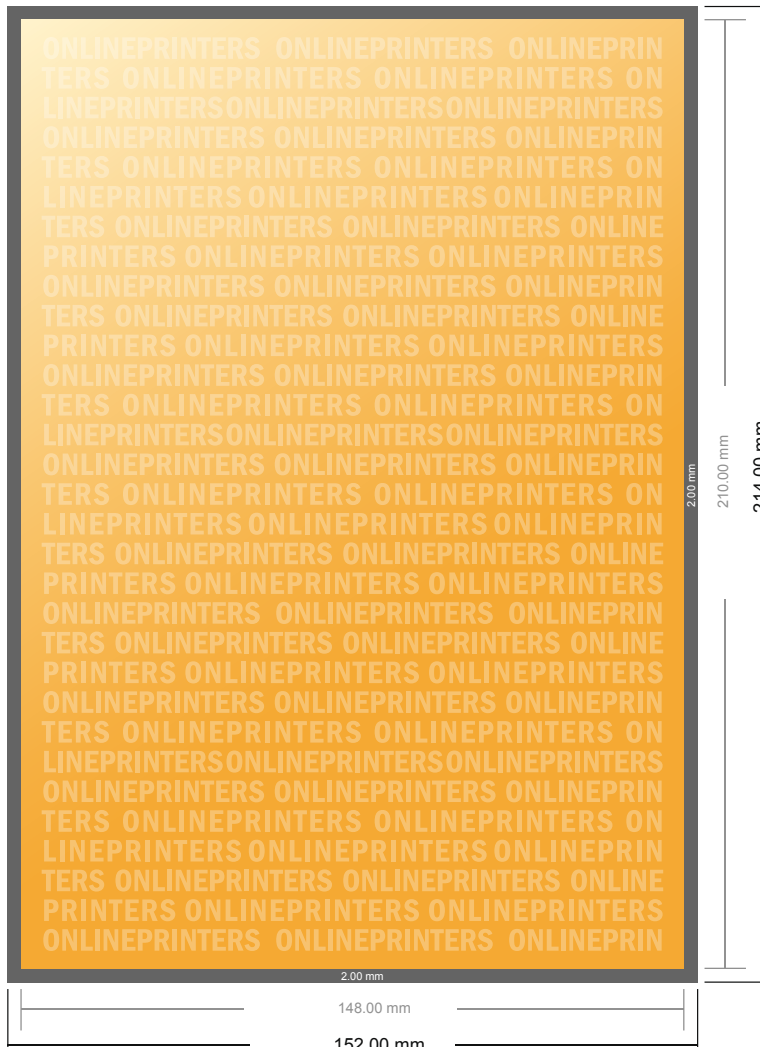 ONLINEPRINTERS ONLINEPRINTERS ONLINEPRIN
TERS ONLINEPRINTERS ONLINEPRINTERS ON
LINEPRINTERSONLINEPRINTERSONLINEPRINTERS
ONLINEPRINTERS ONLINEPRINTERS ONLINEPRIN
TERS ONLINEPRINTERS ONLINEPRINTERS ON
LINEPRINTERS ONLINEPRINTERS ONLINEPRIN
TERS ONLINEPRINTERS ONLINEPRINTERS ONLINE
PRINTERS ONLINEPRINTERS ONLINEPRINTERS
ONLINEPRINTERS ONLINEPRINTERS ONLINEPRIN
TERS ONLINEPRINTERS ONLINEPRINTERS ONLINE
PRINTERS ONLINEPRINTERS ONLINEPRINTERS
ONLINEPRINTERS ONLINEPRINTERS ONLINEPRIN
TERS ONLINEPRINTERS ONLINEPRINTERS ON
LINEPRINTERSONLINEPRINTERSONLINEPRINTERS
ONLINEPRINTERS ONLINEPRINTERS ONLINEPRIN
TERS ONLINEPRINTERS ONLINEPRINTERS ON
LINEPRINTERS ONLINEPRINTERS ONLINEPRIN
TERS ONLINEPRINTERS ONLINEPRINTERS ONLINE
PRINTERS ONLINEPRINTERS ONLINEPRINTERS
ONLINEPRINTERS ONLINEPRINTERS ONLINEPRIN
TERS ONLINEPRINTERS ONLINEPRINTERS ONLINE
PRINTERS ONLINEPRINTERS ONLINEPRINTERS
ONLINEPRINTERS ONLINEPRINTERS ONLINEPRIN
TERS ONLINEPRINTERS ONLINEPRINTERS ON
LINEPRINTERSONLINEPRINTERSONLINEPRINTERS
ONLINEPRINTERS ONLINEPRINTERS ONLINEPRIN
TERS ONLINEPRINTERS ONLINEPRINTERS ON
LINEPRINTERS ONLINEPRINTERS ONLINEPRIN
TERS ONLINEPRINTERS ONLINEPRINTERS ONLINE
PRINTERS ONLINEPRINTERS ONLINEPRINTERS
ONLINEPRINTERS ONLINEPRINTERS ONLINEPRIN
2.00 mm
210.00 mm
214.00 mm
2.00 mm
148.00 mm
152.00 mm